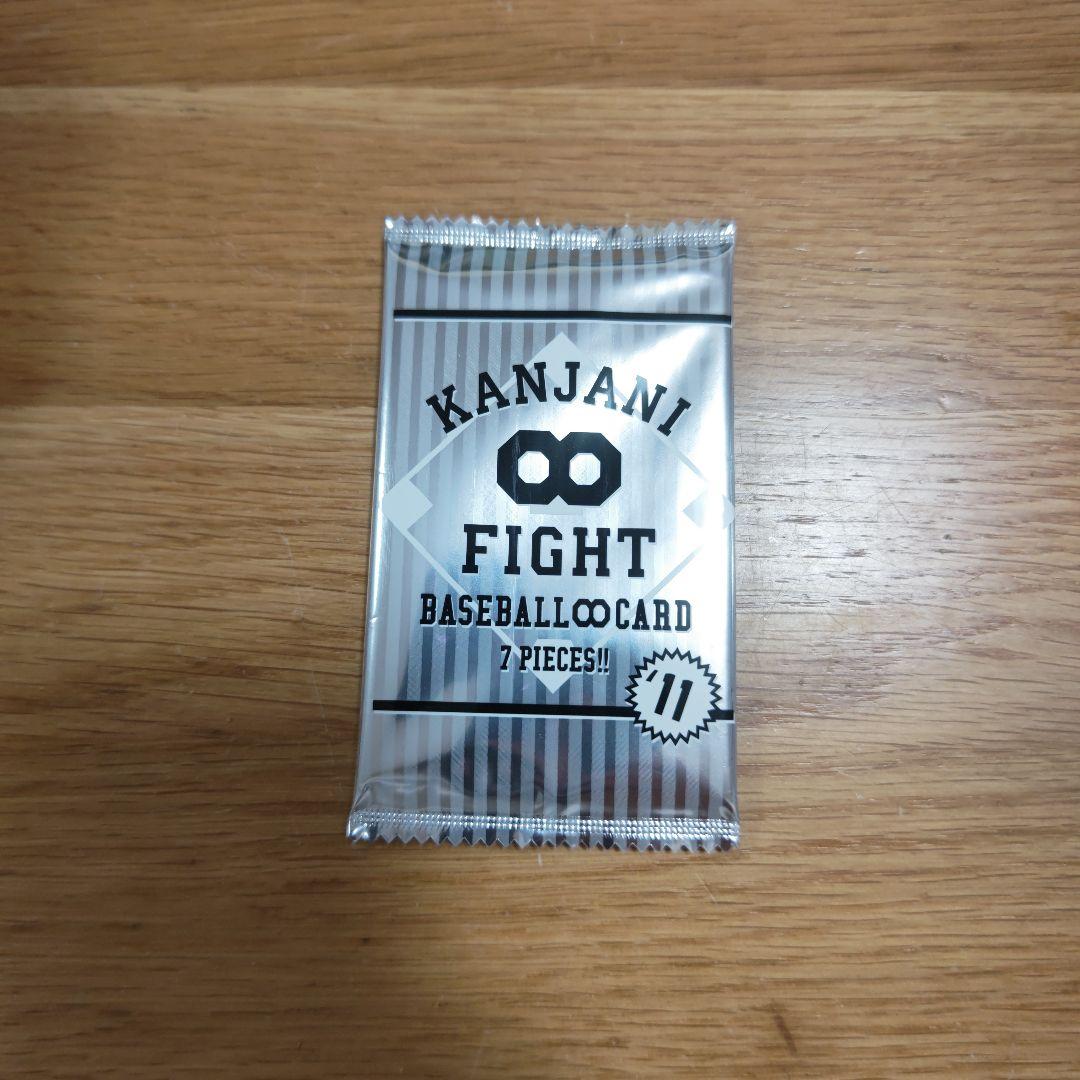 KANJANI
∞
FIGHT
BASEBALL∞CARD
7 PIECES!!
'11